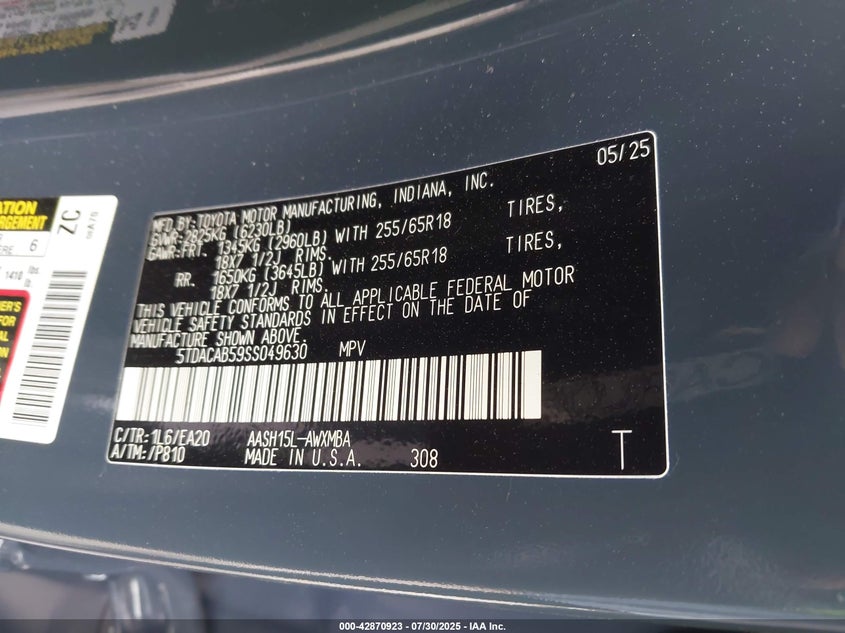 05/25
MFD.BY:TOYOTA MOTOR MANUFACTURING, INDIANA, INC.
GVWR:2825KG (6230LB)
GAWR:FRT. 1345KG (2960LB) WITH 255/65R18 TIRES,
18X7 1/2J RIMS.
RR. 1650KG (3645LB) WITH 255/65R18 TIRES,
18X7 1/2J RIMS.
THIS VEHICLE CONFORMS TO ALL APPLICABLE FEDERAL MOTOR
VEHICLE SAFETY STANDARDS IN EFFECT ON THE DATE OF
MANUFACTURE SHOWN ABOVE.
5TDACAB59SS049630 MPV
C/TR:1L6/EA20 AASH15L-AWXMBA
A/TM:/P810 MADE IN U.S.A. 308
T
ZC
6
1410
FOR
000-42870923 / 07/30/2025 - IAA Inc.